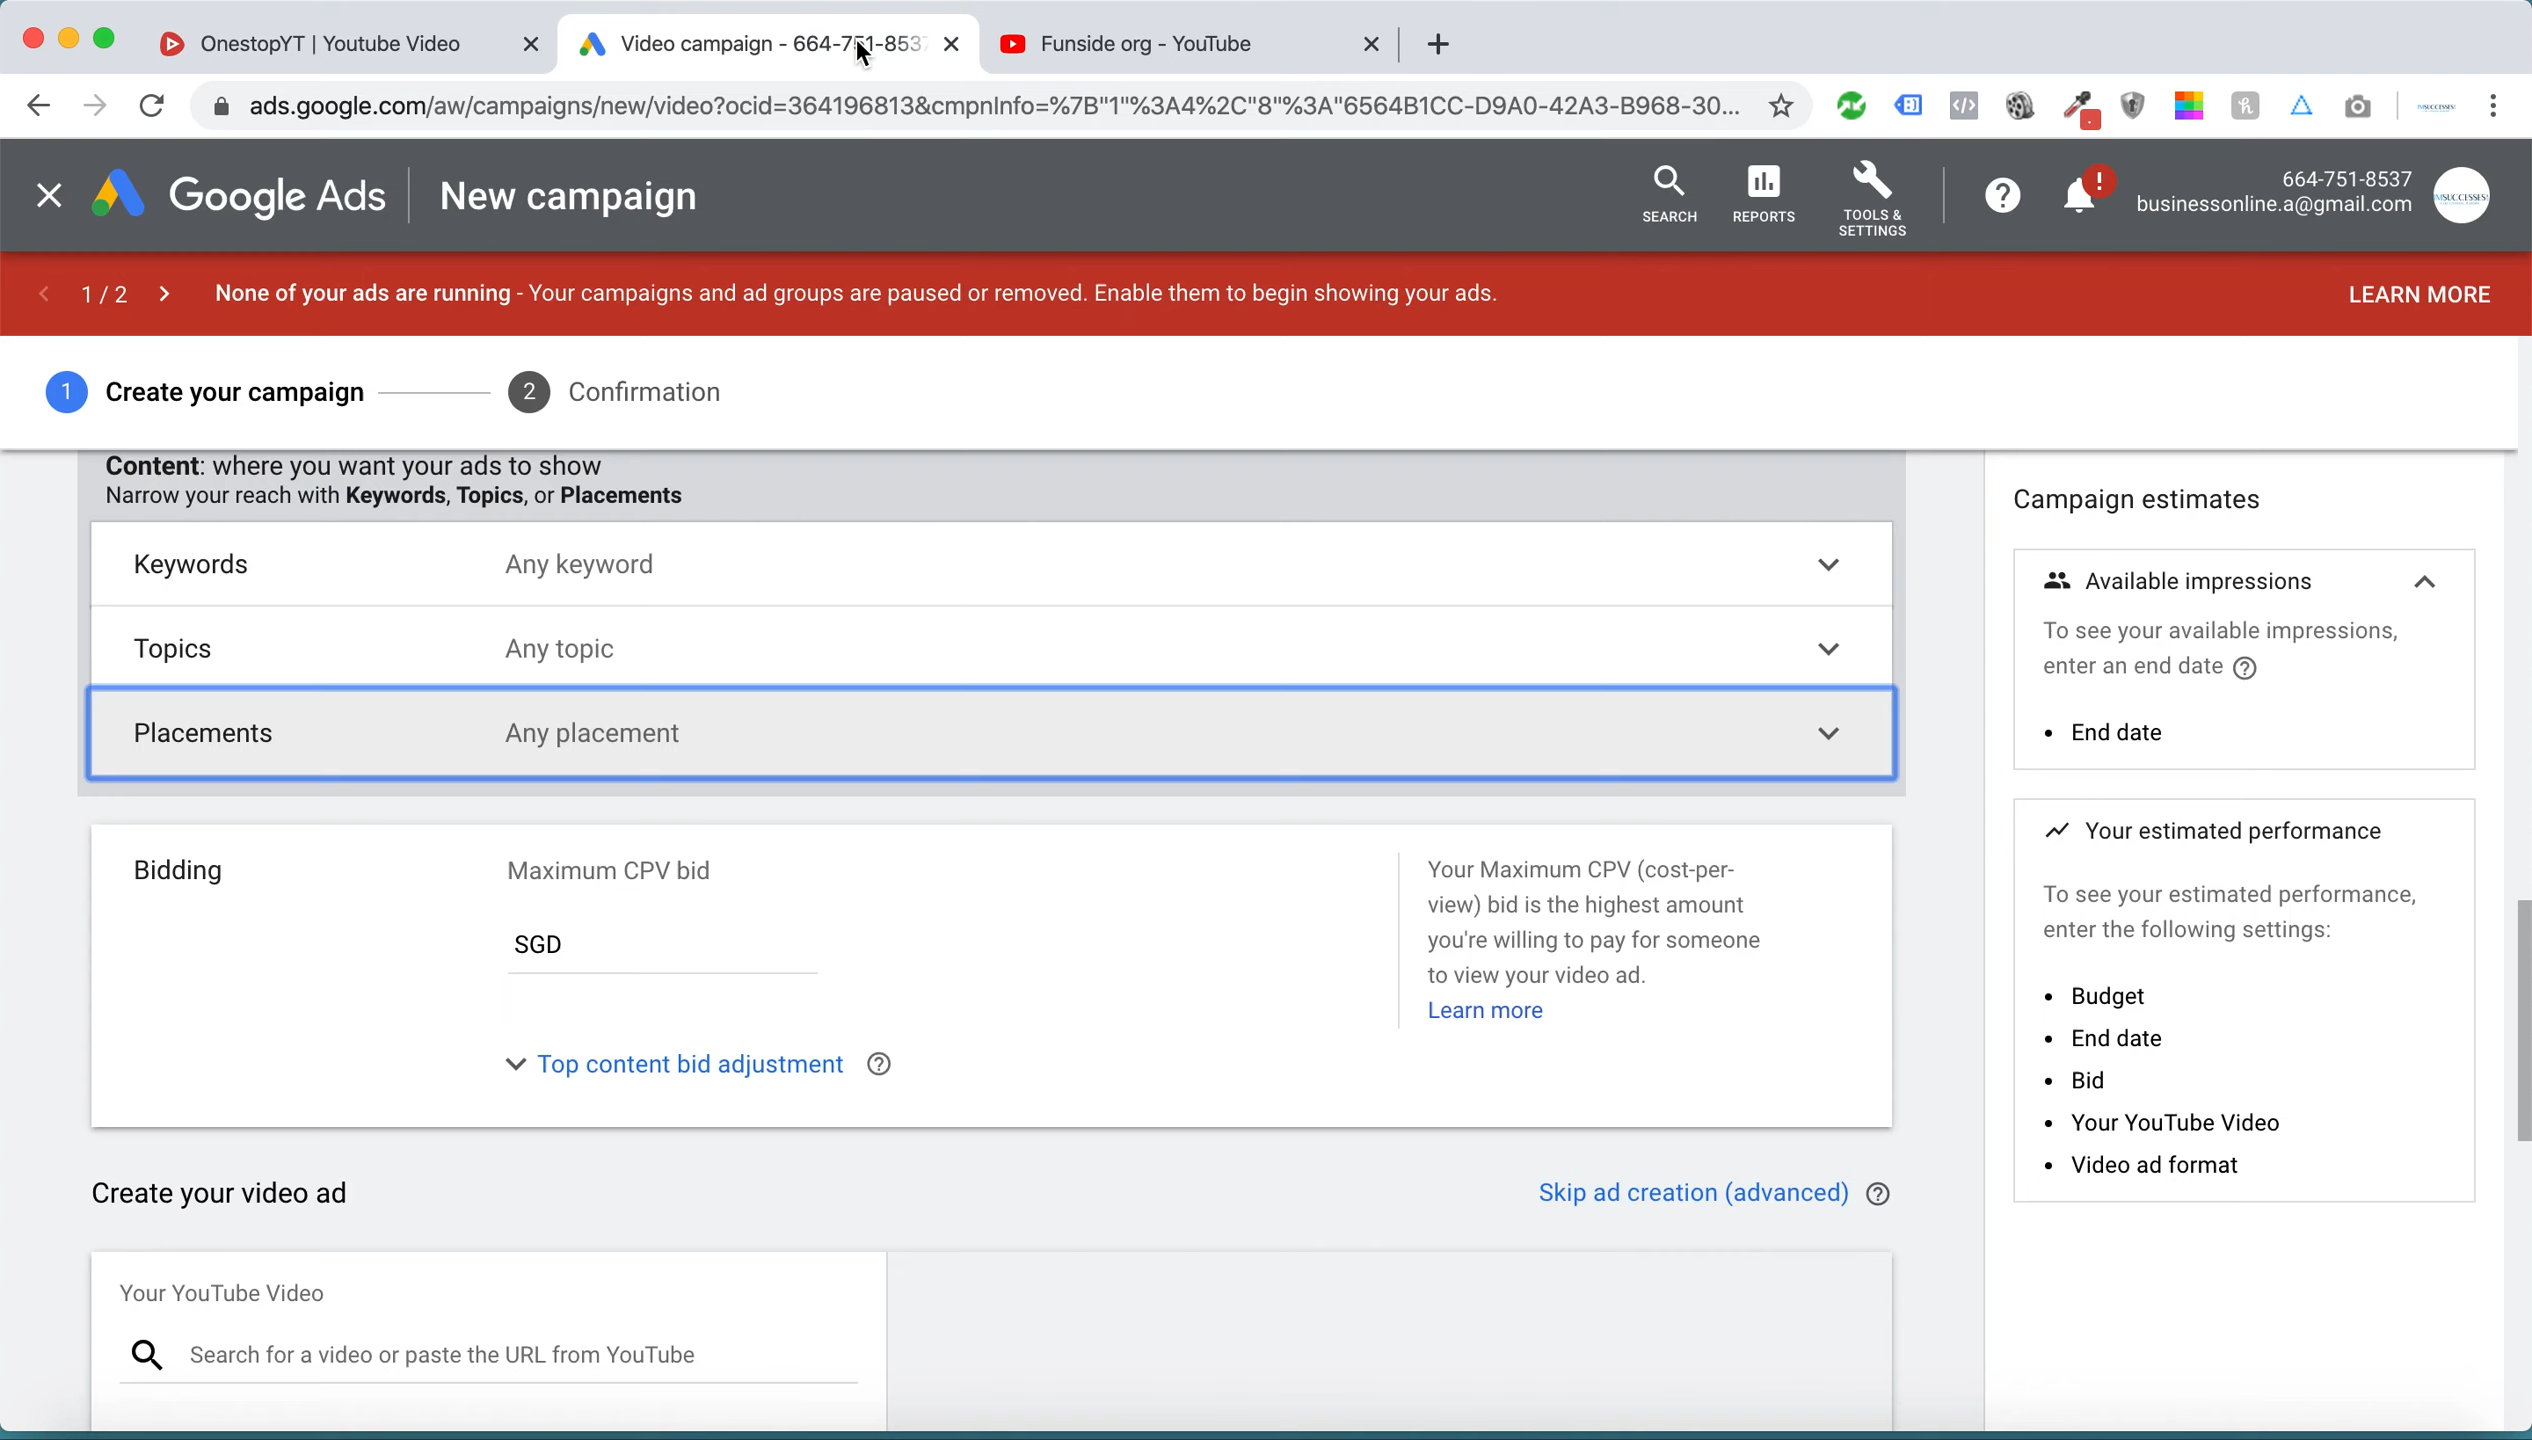 OnestopYT | Youtube Video
Video campaign - 664-751-8537
Funside org - YouTube
ads.google.com/aw/campaigns/new/video?ocid=364196813&cmpnInfo=%7B"1"%3A4%2C"8"%3A"6564B1CC-D9A0-42A3-B968-30...
Google Ads
New campaign
SEARCH
REPORTS
TOOLS &
SETTINGS
664-751-8537
businessonline.a@gmail.com
1 / 2
None of your ads are running - Your campaigns and ad groups are paused or removed. Enable them to begin showing your ads.
LEARN MORE
1
Create your campaign
2
Confirmation
Content: where you want your ads to show
Narrow your reach with Keywords, Topics, or Placements
Keywords
Any keyword
Topics
Any topic
Placements
Any placement
Bidding
Maximum CPV bid
SGD
Top content bid adjustment
Your Maximum CPV (cost-per-
view) bid is the highest amount
you're willing to pay for someone
to view your video ad.
Learn more
Create your video ad
Skip ad creation (advanced)
Your YouTube Video
Search for a video or paste the URL from YouTube
Campaign estimates
Available impressions
To see your available impressions,
enter an end date
• End date
Your estimated performance
To see your estimated performance,
enter the following settings:
• Budget
• End date
• Bid
• Your YouTube Video
• Video ad format